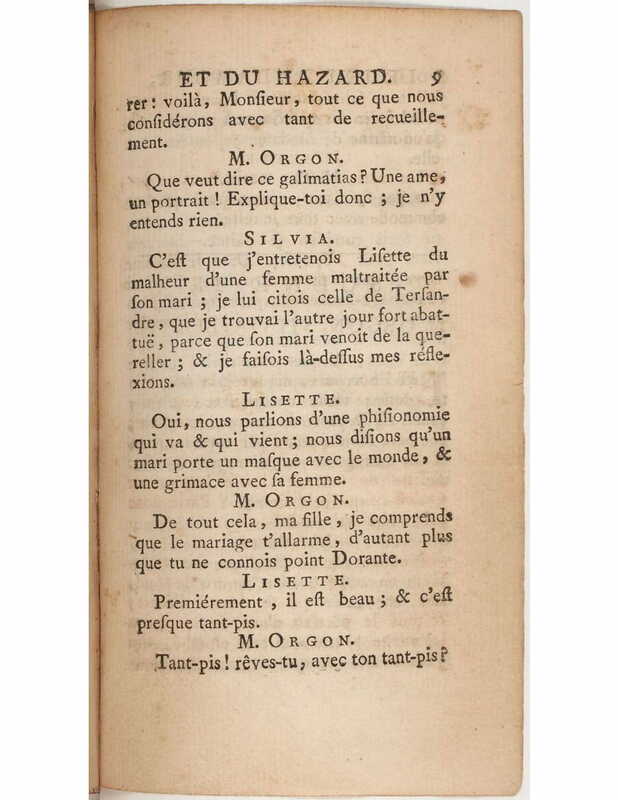 ET DU HAZARD. 9
rer: voilà, Monſieur, tout ce que nous
conſidérons avec tant de recueille-
ment.
M. ORGON.
Que veut dire ce galimatias? Une ame,
un portrait! Explique-toi donc; je n'y
entends rien.
SILVIA.
C'eſt que j'entretenois Liſette du
malheur d'une femme maltraitée par
ſon mari; je lui citois celle de Terſan-
dre, que je trouvai l'autre jour fort abat-
tuë, parce que ſon mari venoit de la que-
reller; & je faiſois là-deſſus mes réfle-
xions.
LISETTE.
Oui, nous parlions d'une phiſionomie
qui va & qui vient; nous diſions qu'un
mari porte un maſque avec le monde, &
une grimace avec ſa femme.
M. ORGON.
De tout cela, ma fille, je comprends
que le mariage t'allarme, d'autant plus
que tu ne connois point Dorante.
LISETTE.
Premiérement, il eſt beau; & c'eſt
preſque tant-pis.
M. ORGON.
Tant-pis! rêves-tu, avec ton tant-pis?